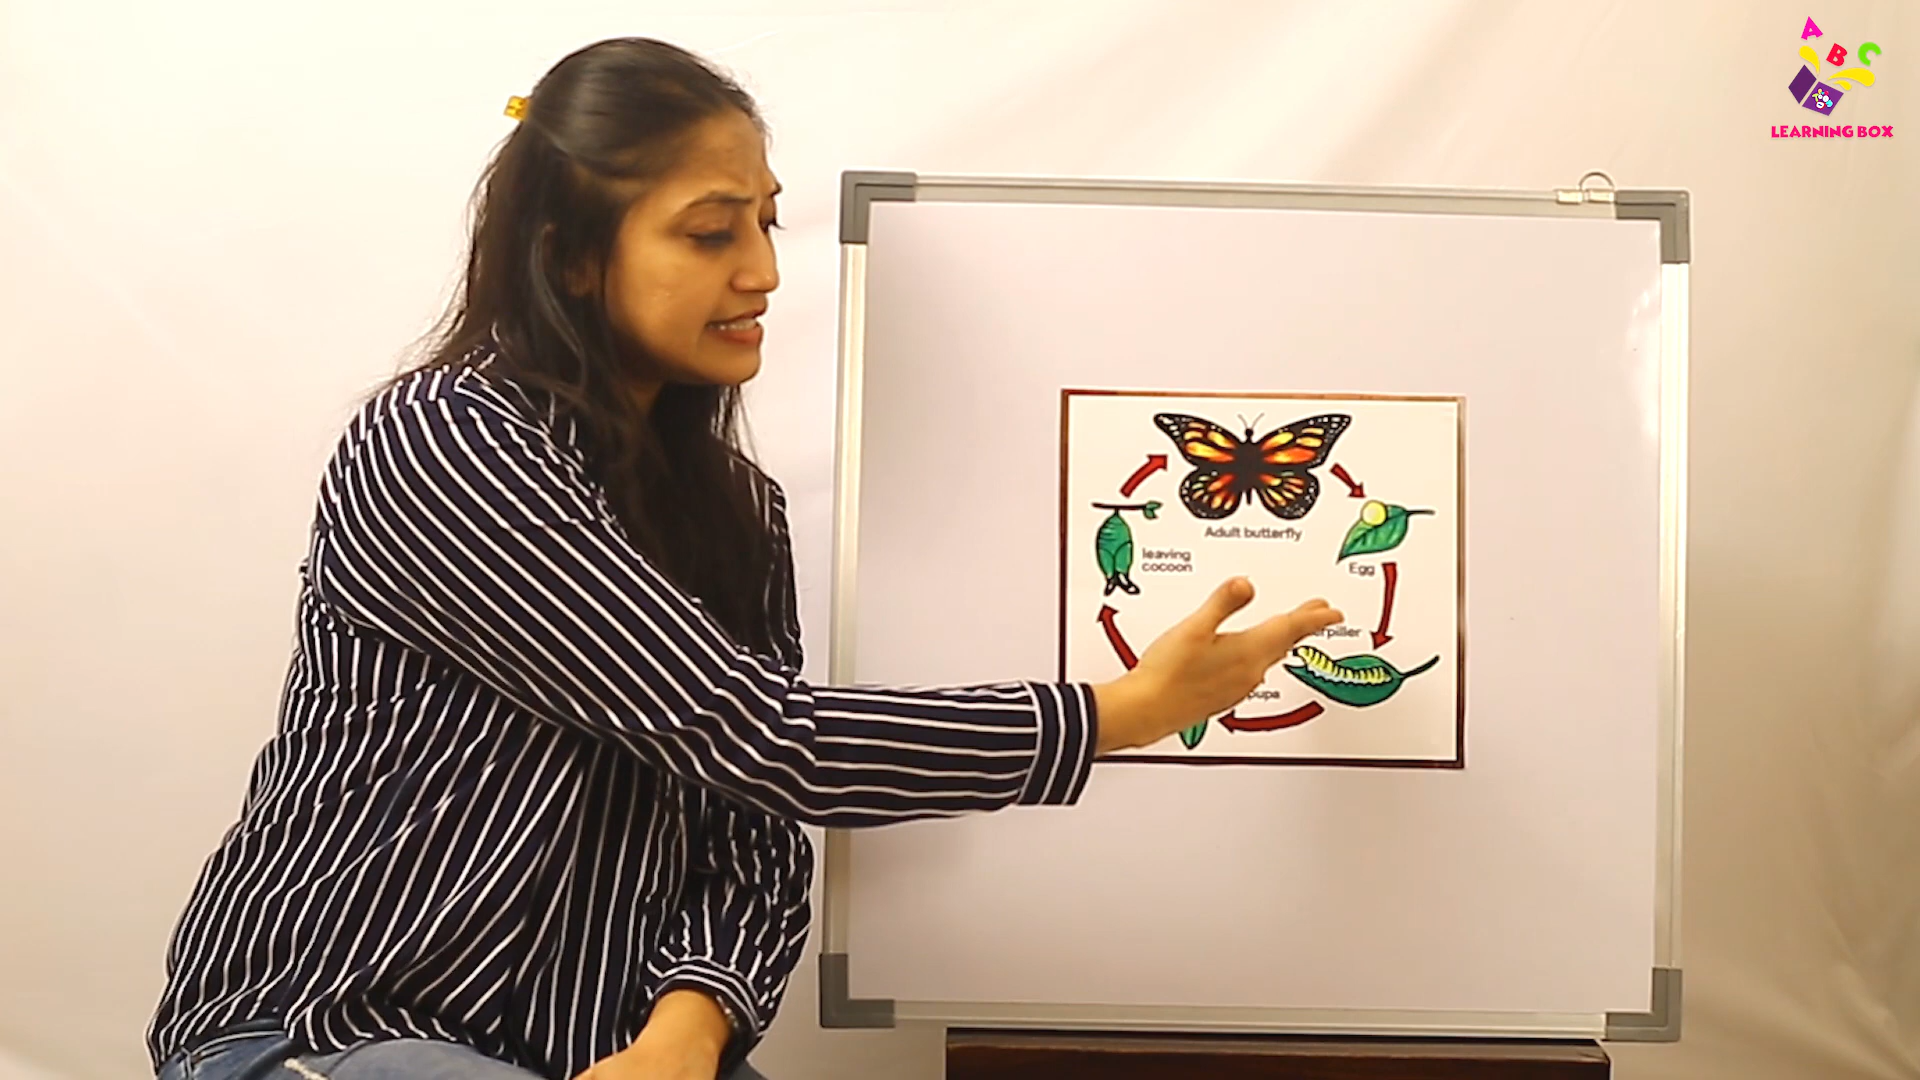 A B C
LEARNING BOX
Adult butterfly
leaving
cocoon
Egg
pupa